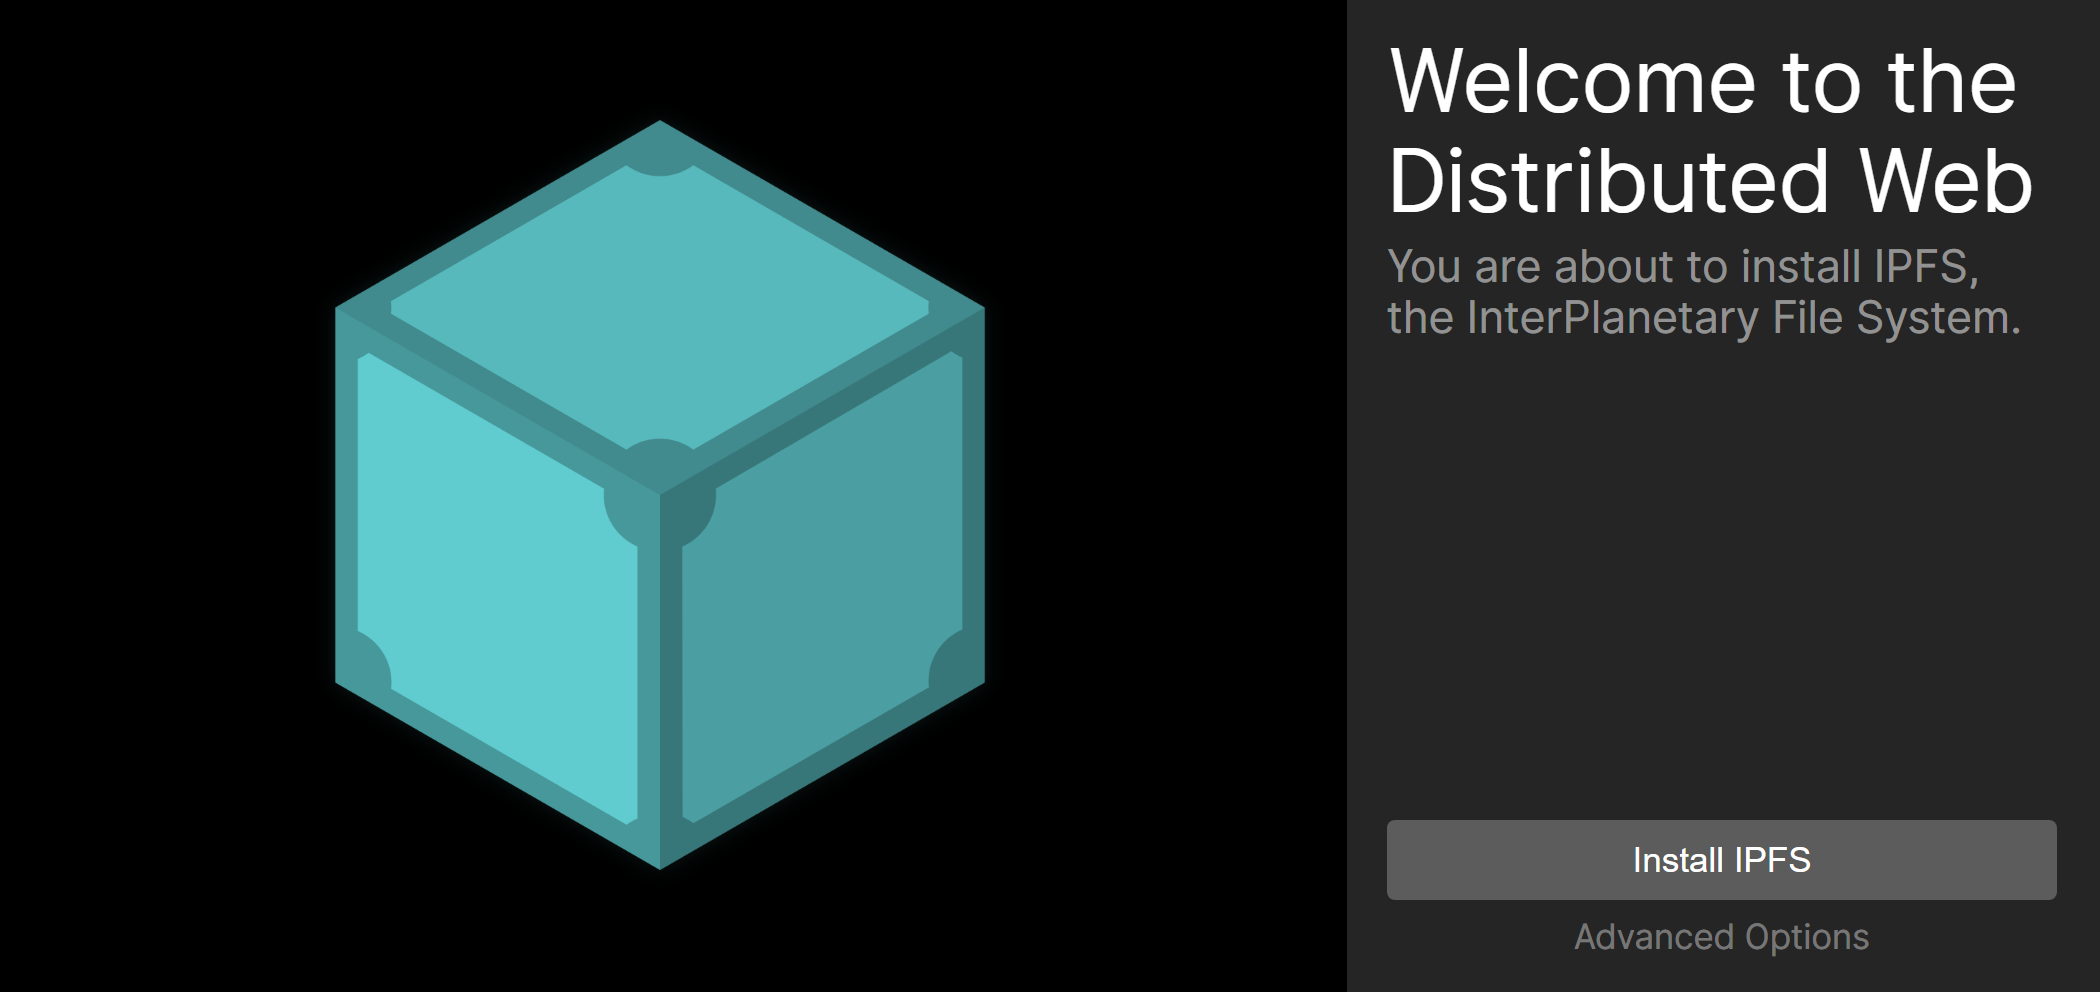 Welcome to the
Distributed Web
You are about to install IPFS,
the InterPlanetary File System.
Install IPFS
Advanced Options